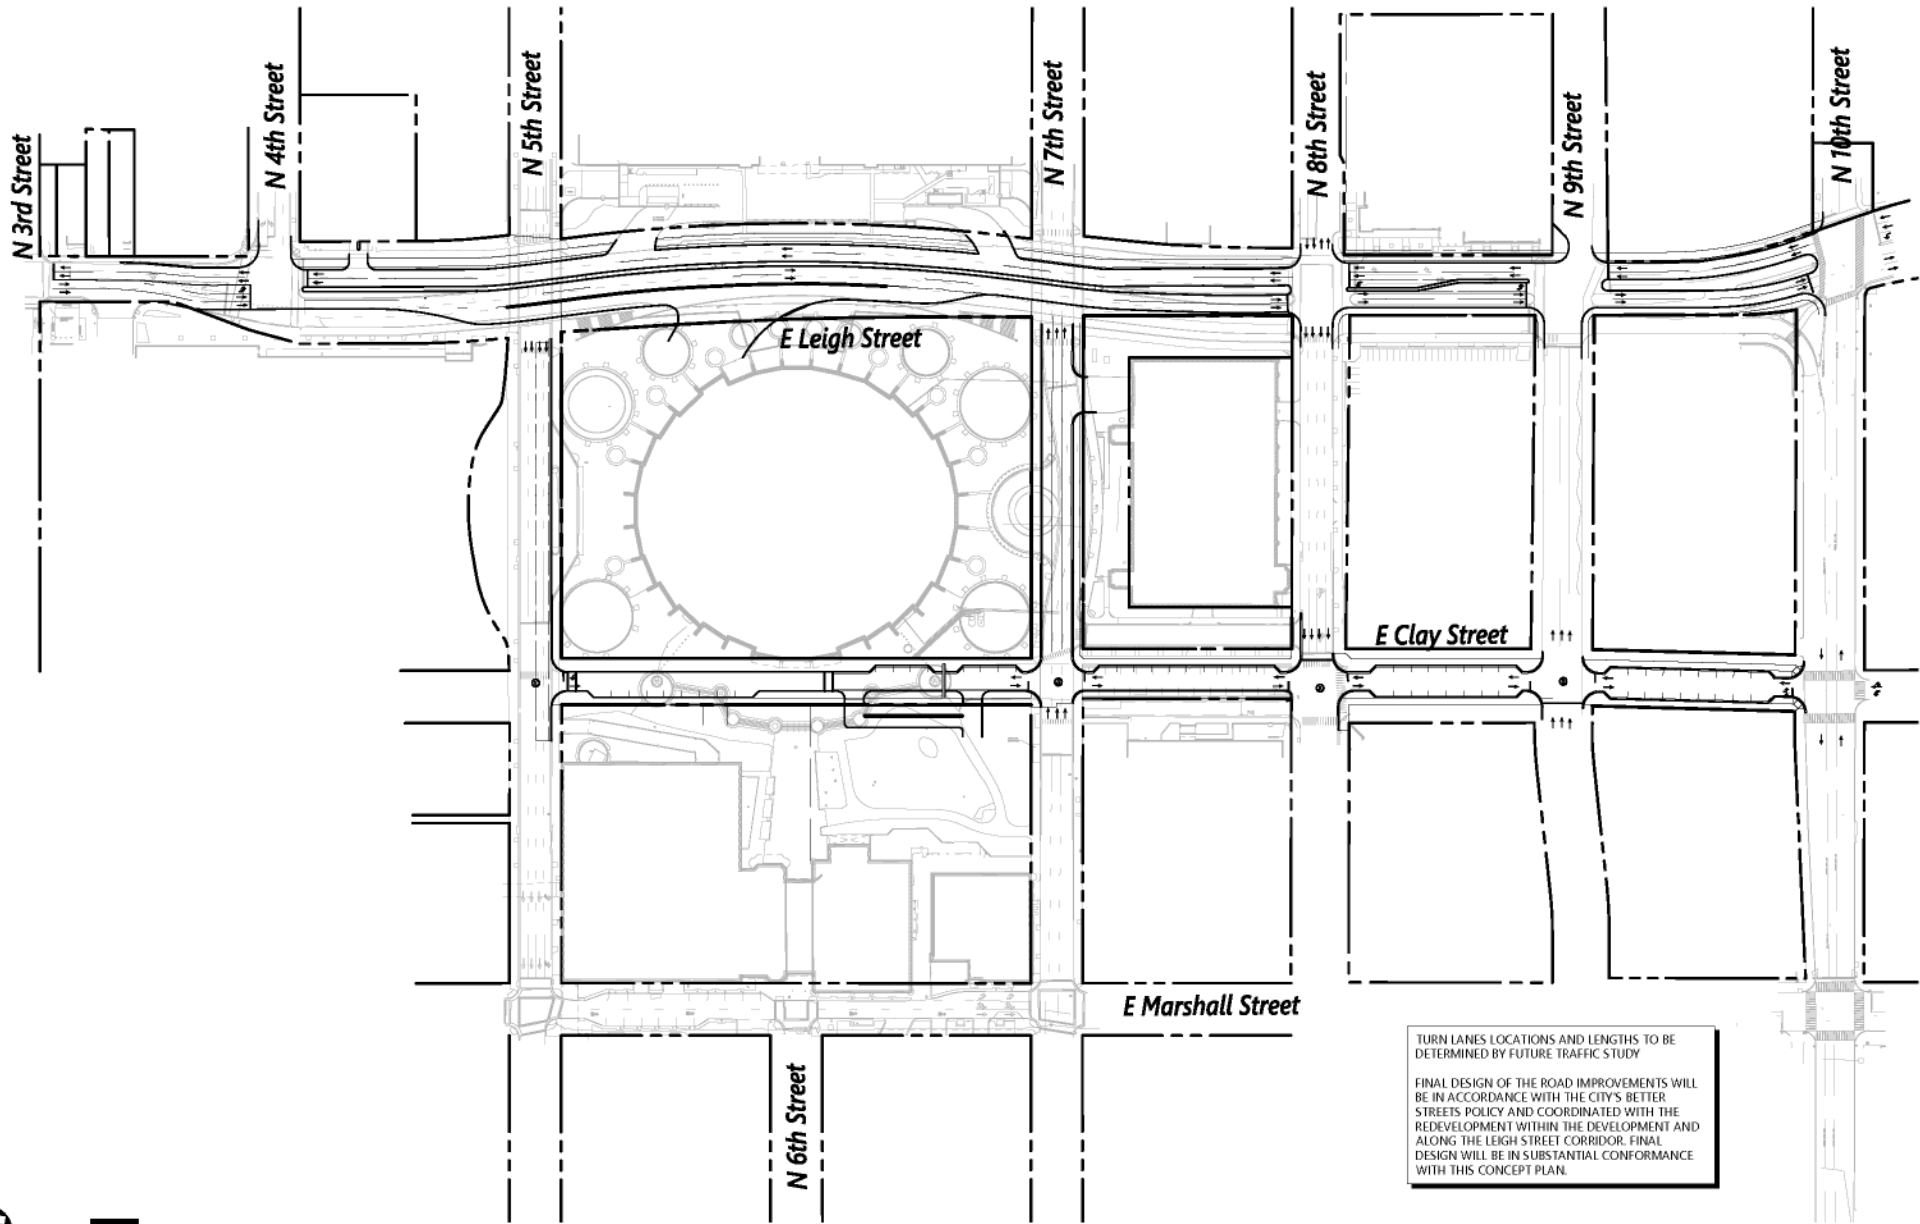 N 3rd Street
N 4th Street
N 5th Street
N 7th Street
N 8th Street
N 9th Street
N 10th Street
E Leigh Street
E Clay Street
E Marshall Street
N 6th Street
TURN LANES LOCATIONS AND LENGTHS TO BE
DETERMINED BY FUTURE TRAFFIC STUDY
FINAL DESIGN OF THE ROAD IMPROVEMENTS WILL
BE IN ACCORDANCE WITH THE CITY'S BETTER
STREETS POLICY AND COORDINATED WITH THE
REDEVELOPMENT WITHIN THE DEVELOPMENT AND
ALONG THE LEIGH STREET CORRIDOR. FINAL
DESIGN WILL BE IN SUBSTANTIAL CONFORMANCE
WITH THIS CONCEPT PLAN.